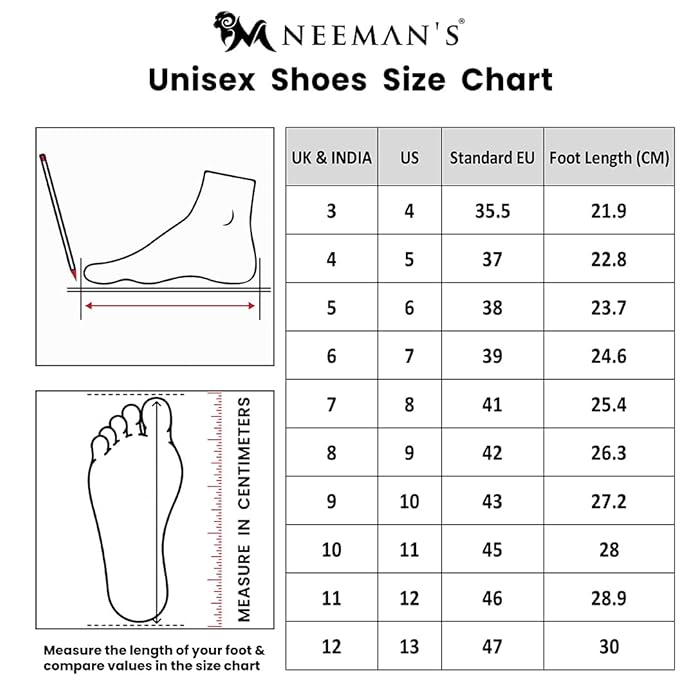 NEEMAN'S®
Unisex Shoes Size Chart
UK & INDIA US Standard EU Foot Length (CM)
3 4 35.5 21.9
4 5 37 22.8
5 6 38 23.7
6 7 39 24.6
7 8 41 25.4
8 9 42 26.3
9 10 43 27.2
10 11 45 28
11 12 46 28.9
12 13 47 30
MEASURE IN CENTIMETERS
Measure the length of your foot &
compare values in the size chart